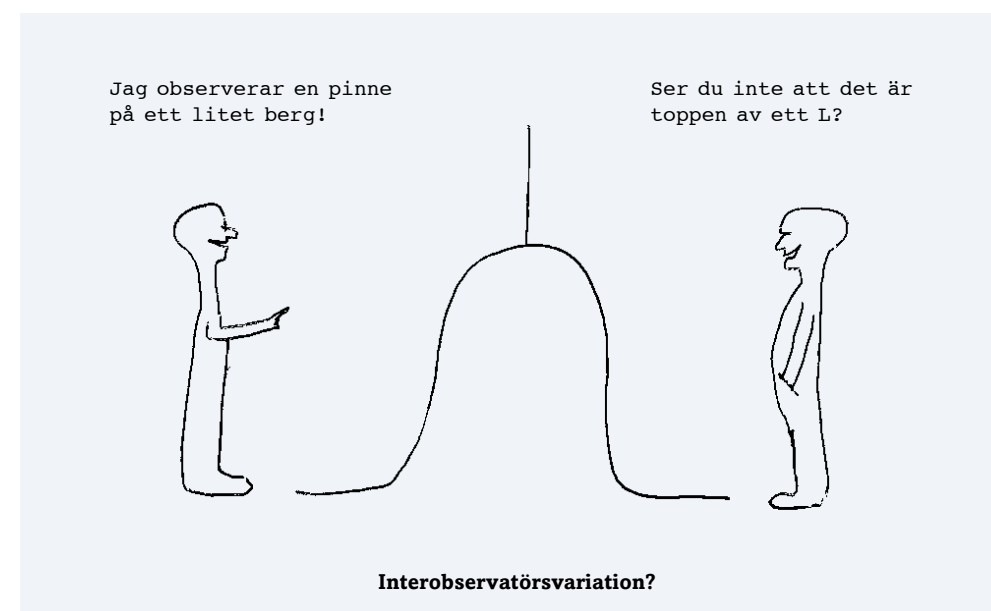 Jag observerar en pinne
på ett litet berg!
Ser du inte att det är
toppen av ett L?
Interobservatörsvariation?